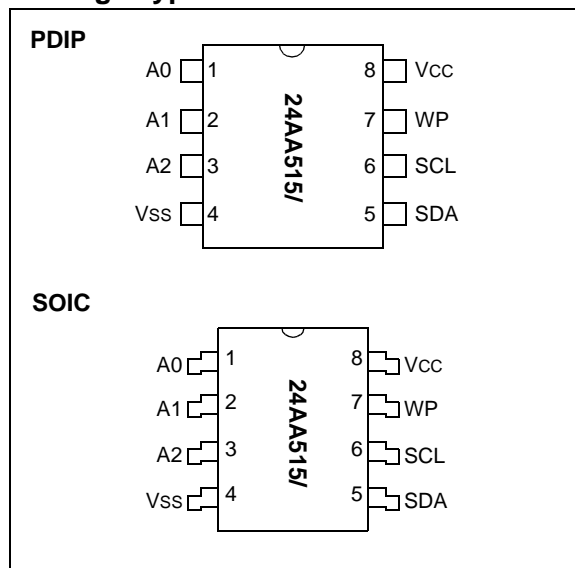 PDIP
A0 1 8 VCC
A1 2 7 WP
A2 3 6 SCL
VSS 4 5 SDA
24AA515/
SOIC
A0 1 8 VCC
A1 2 7 WP
A2 3 6 SCL
VSS 4 5 SDA
24AA515/